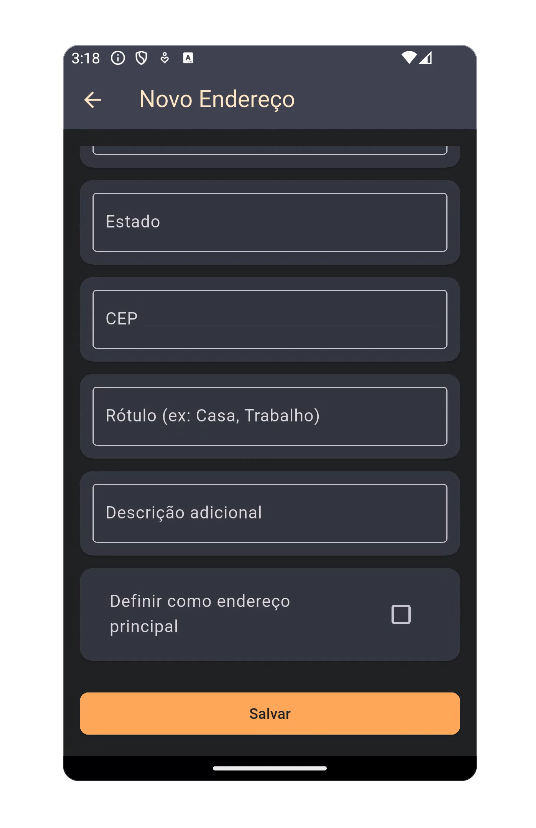 3:18
Novo Endereço
Estado
CEP
Rótulo (ex: Casa, Trabalho)
Descrição adicional
Definir como endereço
principal
Salvar